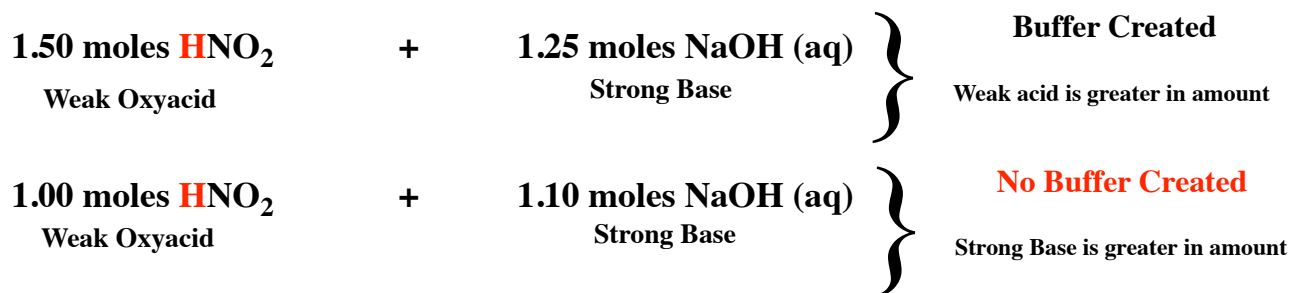 1.50 moles HNO₂ + 1.25 moles NaOH (aq) } Buffer Created
Weak Oxyacid Strong Base Weak acid is greater in amount
1.00 moles HNO₂ + 1.10 moles NaOH (aq) } No Buffer Created
Weak Oxyacid Strong Base Strong Base is greater in amount